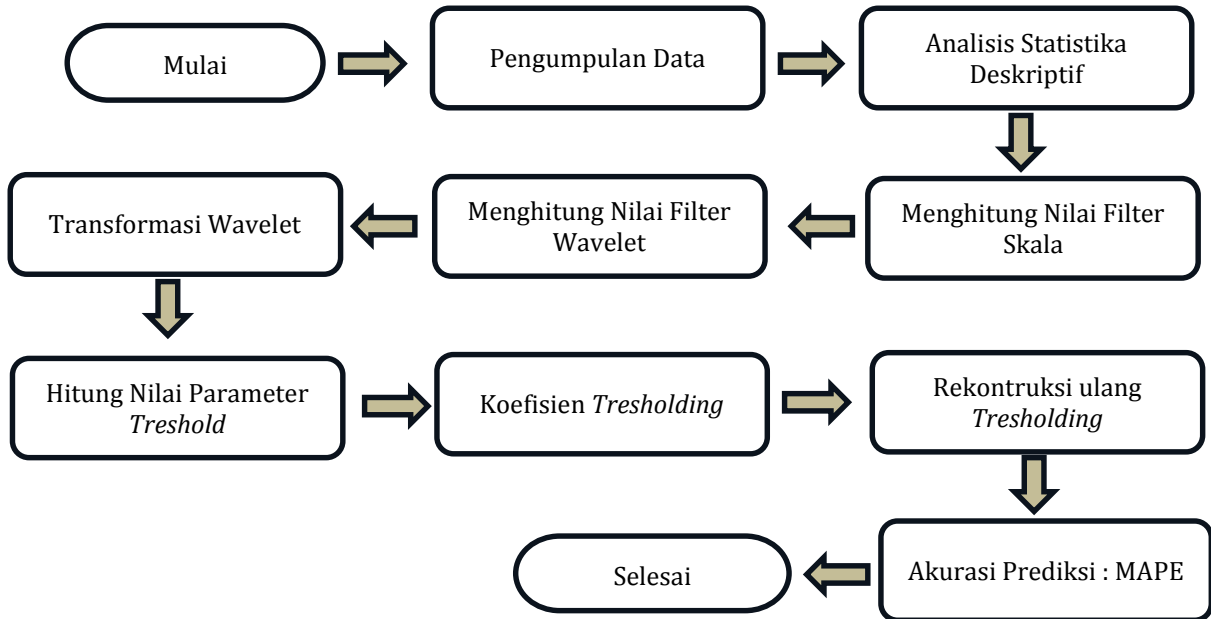 Mulai
Pengumpulan Data
Analisis Statistika
Deskriptif
Menghitung Nilai Filter
Skala
Menghitung Nilai Filter
Wavelet
Transformasi Wavelet
Hitung Nilai Parameter
Treshold
Koefisien Tresholding
Rekontruksi ulang
Tresholding
Akurasi Prediksi : MAPE
Selesai